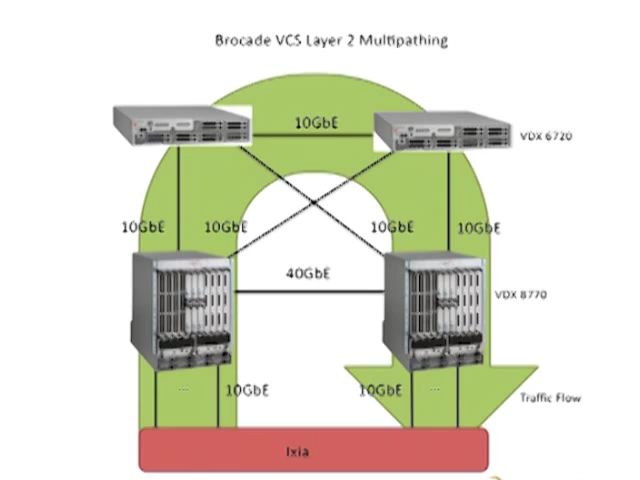 Brocade VCS Layer 2 Multipathing
10GbE
VDX 6720
10GbE
10GbE
10GbE
10GbE
40GbE
VDX 8770
...
10GbE
10GbE
...
Traffic Flow
Ixia